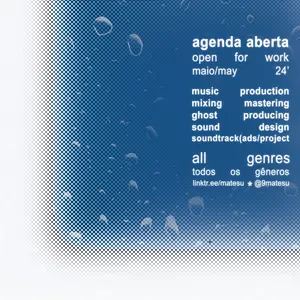 agenda aberta
open for work
maio/may 24'
music production
mixing mastering
ghost producing
sound design
soundtrack(ads/project
all genres
todos os gêneros
linktr.ee/matesu ★ @9matesu